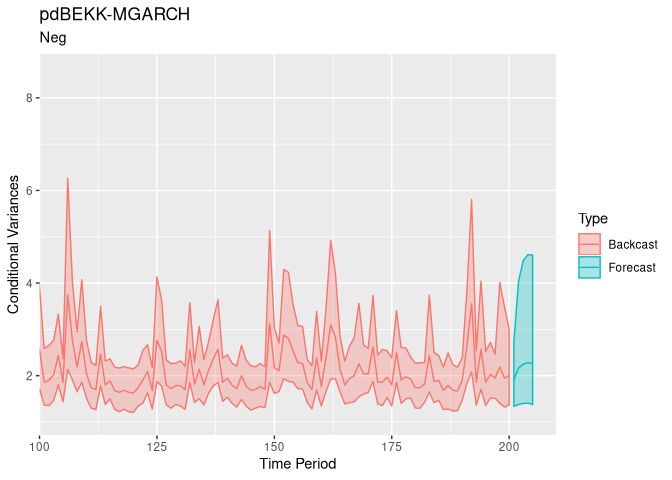 pdBEKK-MGARCH
Neg
8
6
4
2
Conditional Variances
100
125
150
175
200
Time Period
Type
Backcast
Forecast